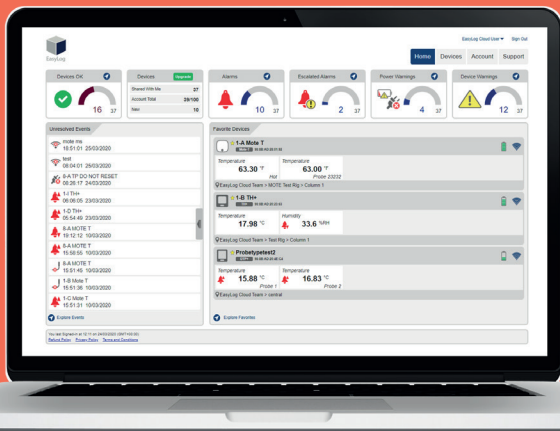 EasyLog Cloud User Sign Out
EasyLog
Home Devices Account Support
Devices OK
16 37
Devices Upgrade
Shared With Me 37
Account Total 29/100
New 10
Alarms
10 37
Escalated Alarms
2 37
Power Warnings
4 37
Device Warnings
12 37
Unresolved Events
mote me
18:51:01 25/03/2020
test
08:04:01 25/03/2020
8-A TP DO NOT RESET
08:26:17 24/03/2020
1-I TH+
06:06:05 23/03/2020
1-D TH+
05:54:49 23/03/2020
8-A MOTE T
19:12:12 10/03/2020
8-A MOTE T
15:58:55 10/03/2020
8-A MOTE T
15:51:45 10/03/2020
1-B Mote T
15:51:36 10/03/2020
1-C Mote T
15:51:31 10/03/2020
Explore Events
Favorite Devices
1-A Mote T
Temperature
63.30 °F
Hot
Temperature
63.00 °F
Probe 23232
EasyLog Cloud Team > MOTE Test Rig > Column 1
1-B TH+
Temperature
17.98 °C
Humidity
33.6 %RH
EasyLog Cloud Team > Test Rig > Column 1
Probetypetest2
Temperature
15.88 °C
Probe 1
Temperature
16.83 °C
Probe 2
EasyLog Cloud Team > central
Explore Favorites
Refund Policy Privacy Policy Terms and Conditions